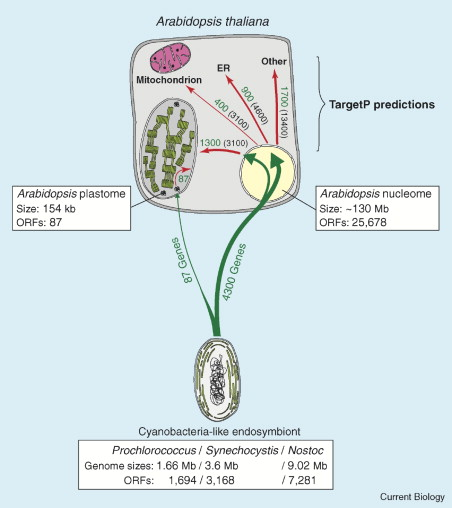 Arabidopsis thaliana
Mitochondrion
ER
Other
400 (3100)
900 (4600)
1700 (13400)
TargetP predictions
1300 (3100)
87
Arabidopsis plastome
Size: 154 kb
ORFs: 87
Arabidopsis nucleome
Size: ~130 Mb
ORFs: 25,678
87 Genes
4300 Genes
Cyanobacteria-like endosymbiont
Prochlorococcus / Synechocystis / Nostoc
Genome sizes: 1.66 Mb / 3.6 Mb / 9.02 Mb
ORFs: 1,694 / 3,168 / 7,281
Current Biology